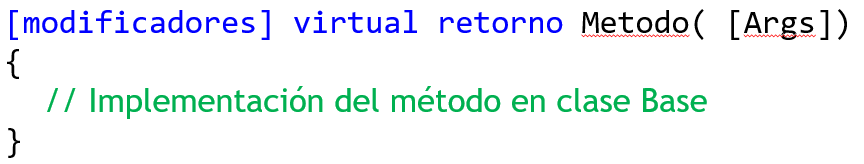 [modificadores] virtual retorno Metodo( [Args])
{
// Implementación del método en clase Base
}